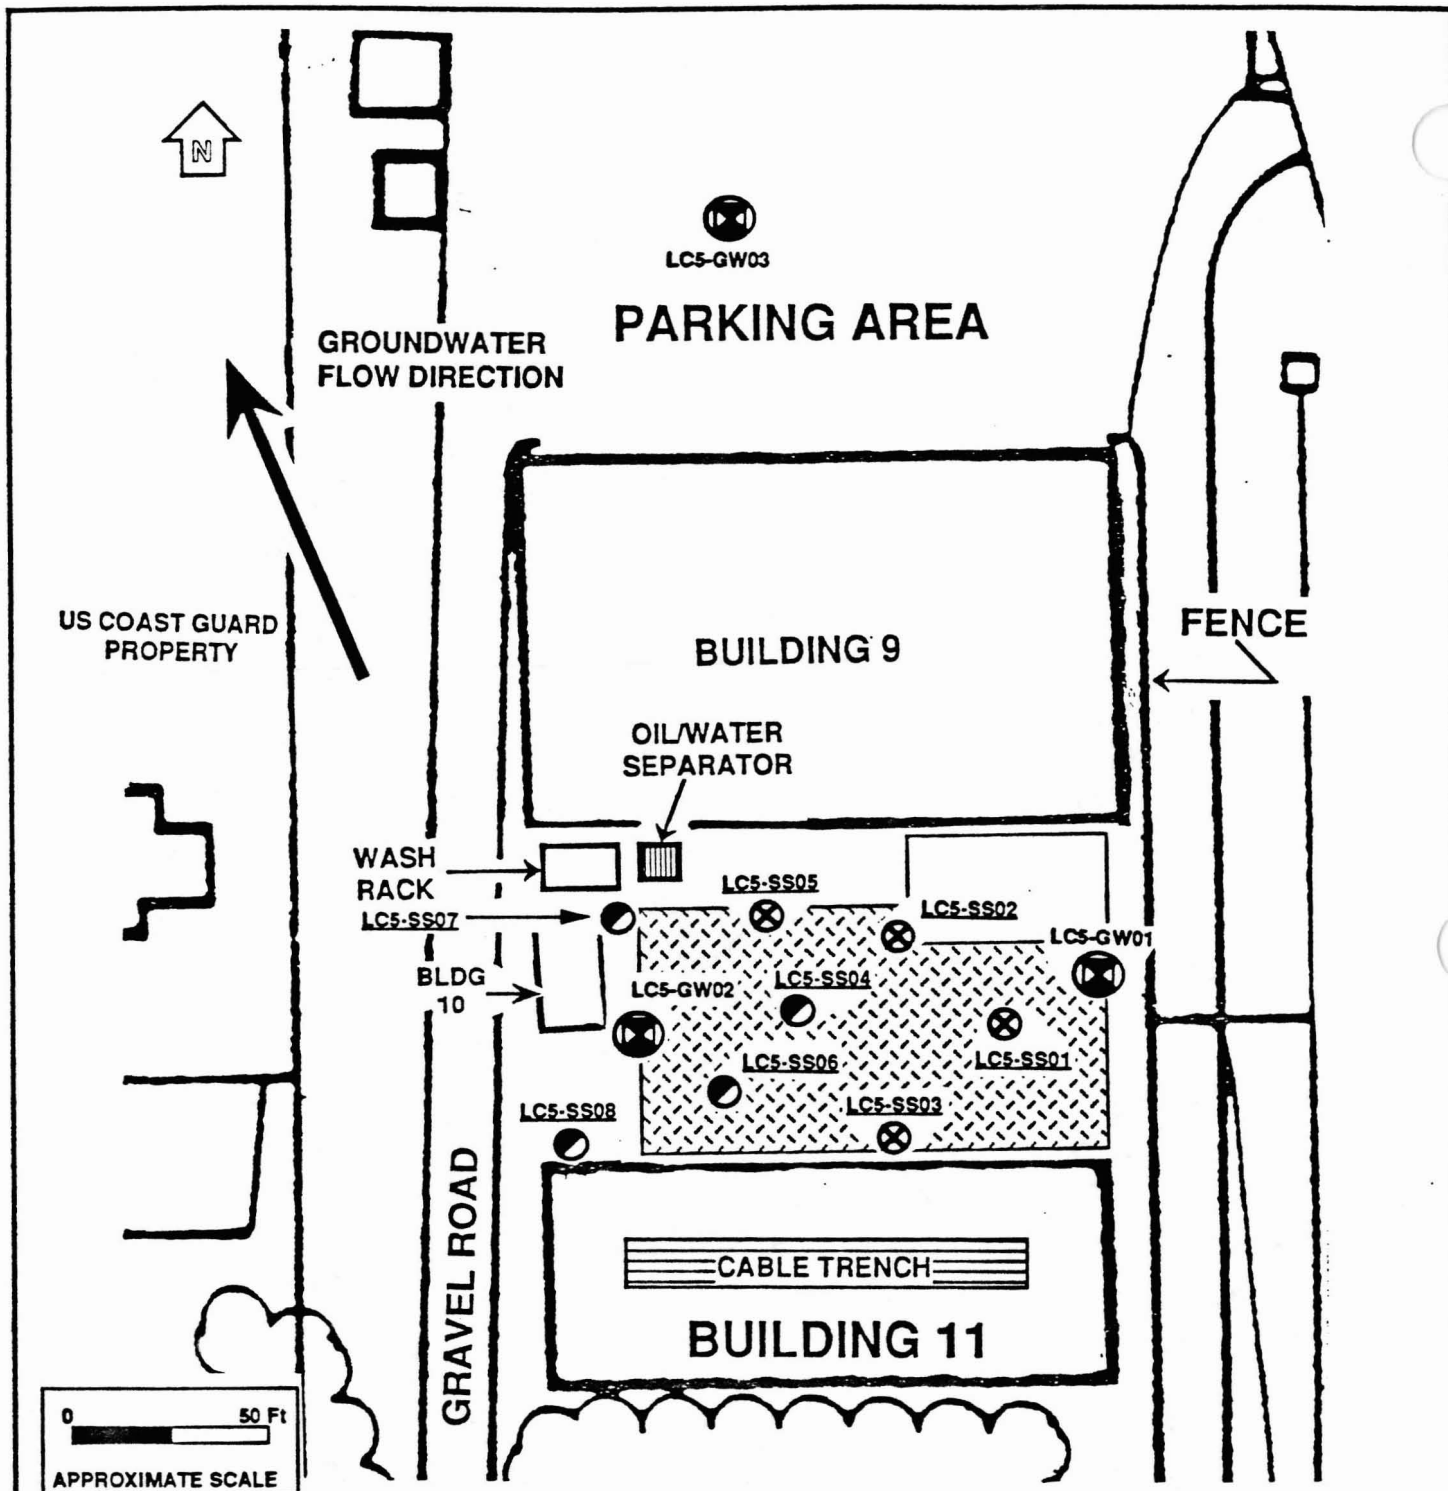 N
LC5-GW03
PARKING AREA
GROUNDWATER
FLOW DIRECTION
US COAST GUARD
PROPERTY
BUILDING 9
FENCE
OIL/WATER
SEPARATOR
WASH
RACK
LC5-SS05
LC5-SS02
LC5-SS07
LC5-GW01
BLDG
10
LC5-GW02
LC5-SS04
LC5-SS06
LC5-SS01
LC5-SS08
LC5-SS03
GRAVEL ROAD
CABLE TRENCH
BUILDING 11
0 50 Ft
APPROXIMATE SCALE